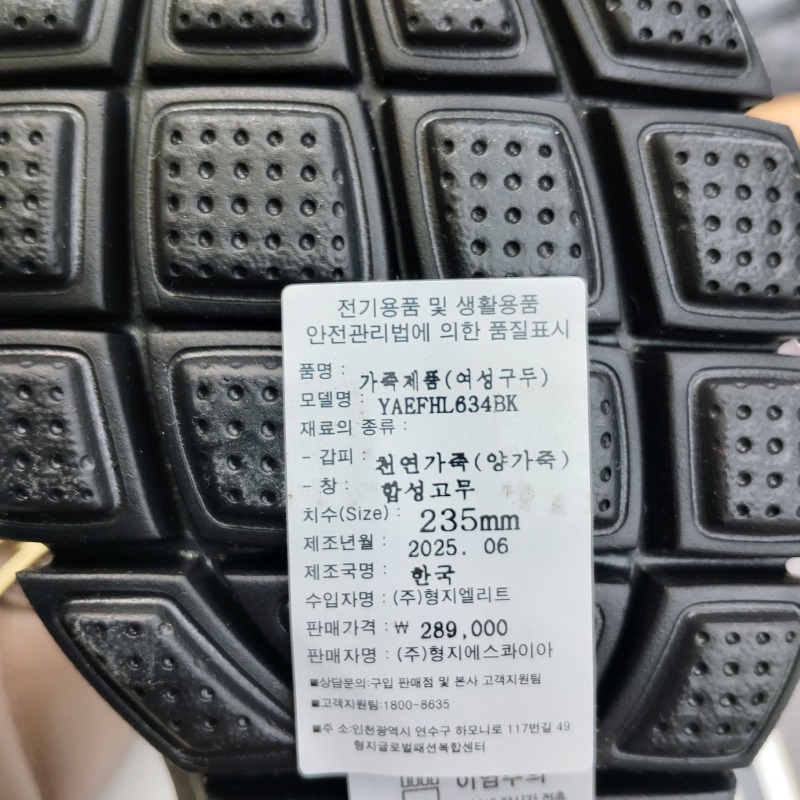 전기용품 및 생활용품
안전관리법에 의한 품질표시
품명 : 가죽제품(여성구두)
모델명 : YAEFHL634BK
재료의 종류 :
- 갑피 : 천연가죽(양가죽)
- 창 : 합성고무
치수(Size) : 235mm
제조년월 : 2025. 06
제조국명 : 한국
수입자명 : (주)형지엘리트
판매가격 : ₩ 289,000
판매자명 : (주)형지에스콰이아
■상담문의:구입 판매점 및 본사 고객지원팀
■고객지원팀:1800-8635
■주 소:인천광역시 연수구 하모니로 117번길 49
형지글로벌패션복합센터